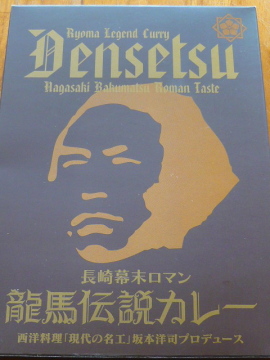 Ryoma Legend Curry
Densetsu
Nagasaki Bakumatsu Roman Taste
長崎幕末ロマン
龍馬伝説カレー
西洋料理「現代の名工」坂本洋司プロデュース